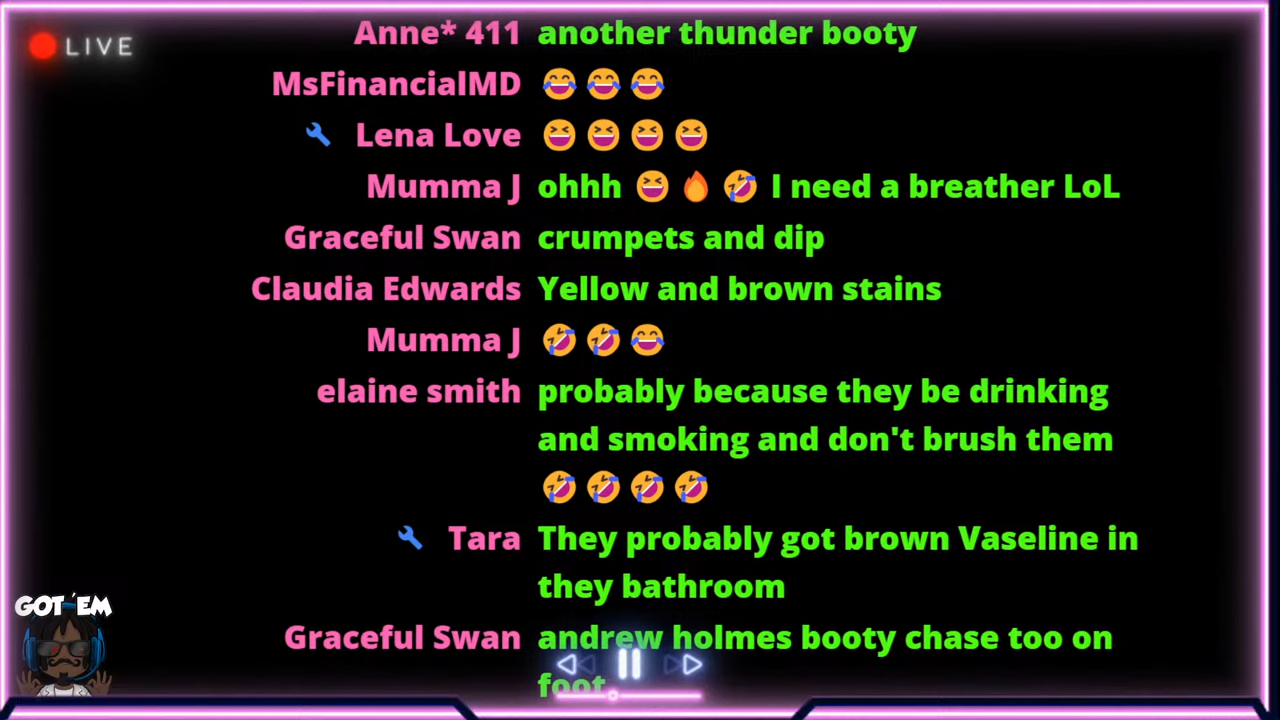 LIVE
Anne* 411 another thunder booty
MsFinancialMD 😂😂😂
Lena Love 😆😆😆😆
Mumma J ohhh 😆🔥🤣 I need a breather LoL
Graceful Swan crumpets and dip
Claudia Edwards Yellow and brown stains
Mumma J 🤣🤣😂
elaine smith probably because they be drinking
and smoking and don't brush them
🤣🤣🤣🤣
Tara They probably got brown Vaseline in
they bathroom
GOT 'EM
Graceful Swan andrew holmes booty chase too on
foot